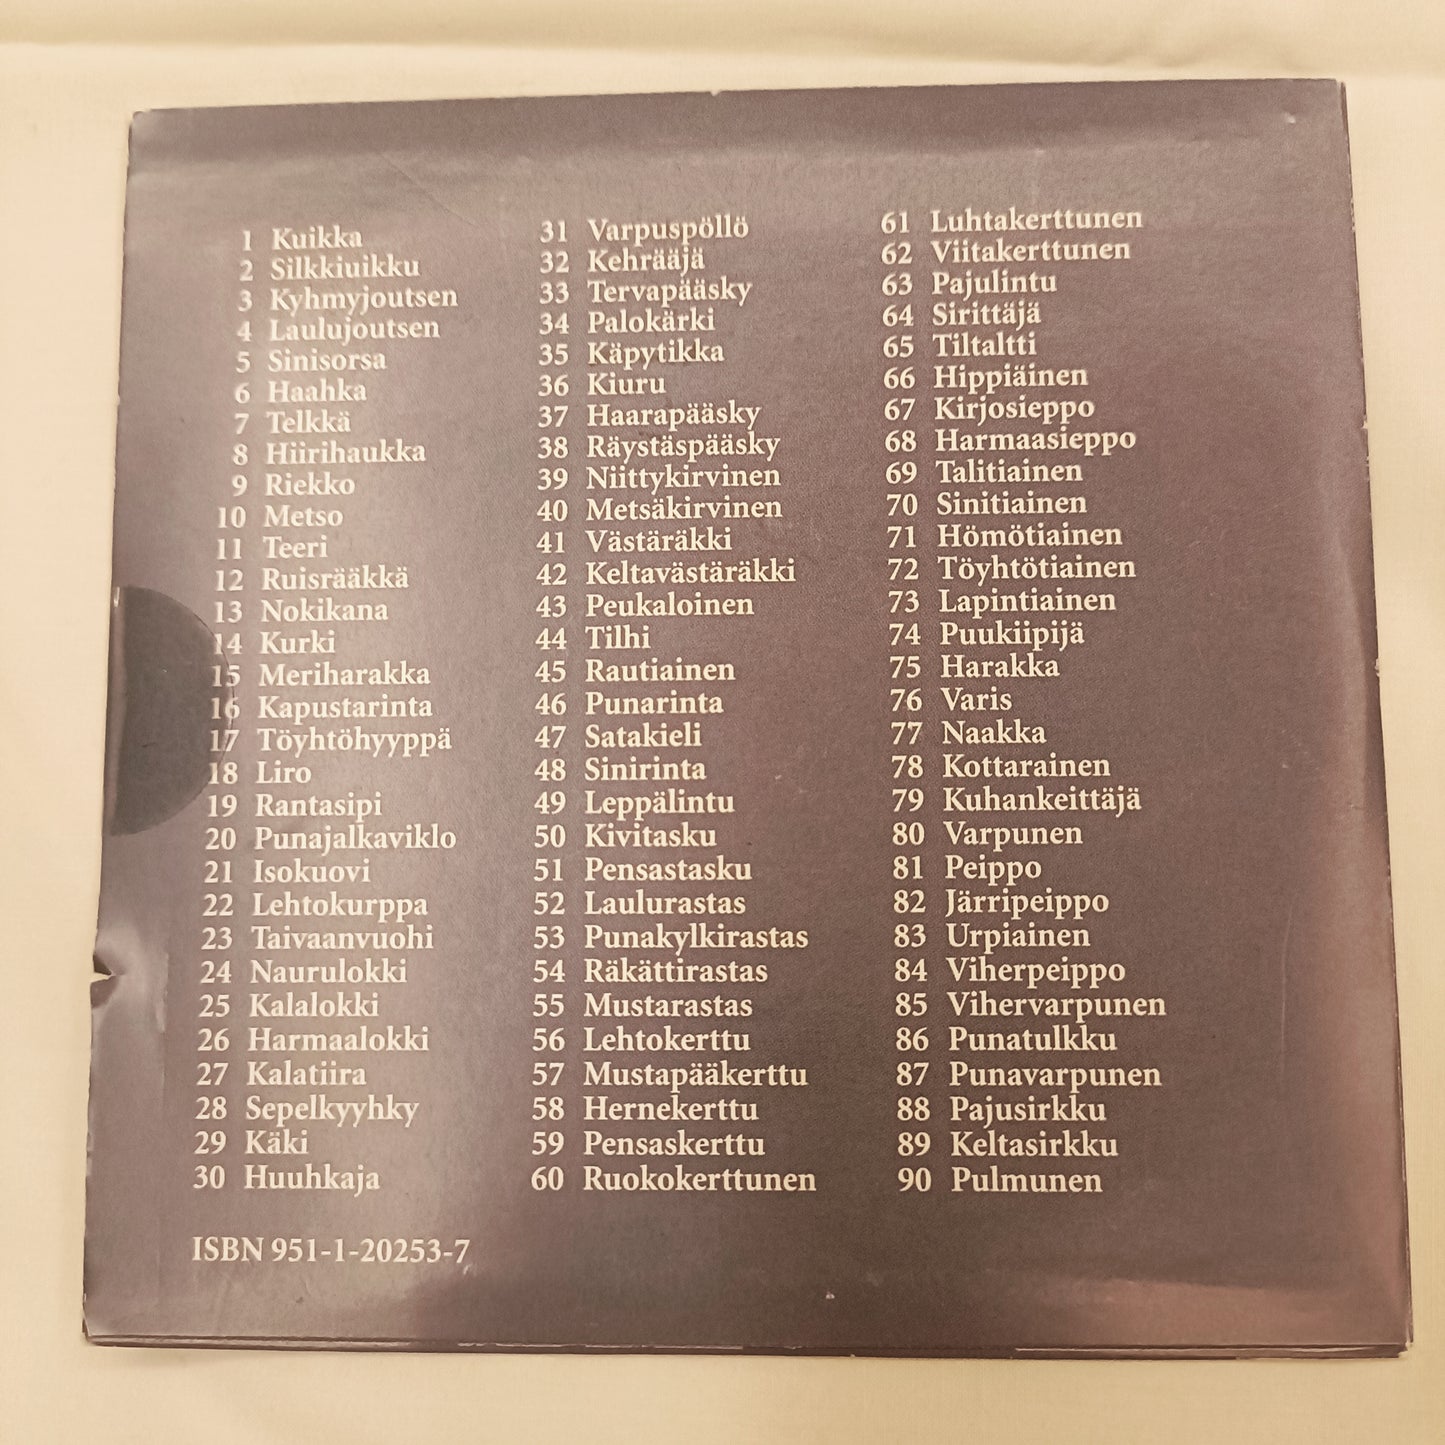 1 Kuikka
2 Silkkiuikku
3 Kyhmyjoutsen
4 Laulujoutsen
5 Sinisorsa
6 Haahka
7 Telkkä
8 Hiirihaukka
9 Riekko
10 Metso
11 Teeri
12 Ruisrääkkä
13 Nokikana
14 Kurki
15 Meriharakka
16 Kapustarinta
17 Töyhtöhyyppä
18 Liro
19 Rantasipi
20 Punajalkaviklo
21 Isokuovi
22 Lehtokurppa
23 Taivaanvuohi
24 Naurulokki
25 Kalalokki
26 Harmaalokki
27 Kalatiira
28 Sepelkyyhky
29 Käki
30 Huuhkaja
31 Varpuspöllö
32 Kehrääjä
33 Tervapääsky
34 Palokärki
35 Käpytikka
36 Kiuru
37 Haarapääsky
38 Räystäspääsky
39 Niittykirvinen
40 Metsäkirvinen
41 Västäräkki
42 Keltavästäräkki
43 Peukaloinen
44 Tilhi
45 Rautiainen
46 Punarinta
47 Satakieli
48 Sinirinta
49 Leppälintu
50 Kivitasku
51 Pensastasku
52 Laulurastas
53 Punakylkirastas
54 Räkättirastas
55 Mustarastas
56 Lehtokerttu
57 Mustapääkerttu
58 Hernekerttu
59 Pensaskerttu
60 Ruokokerttunen
61 Luhtakerttunen
62 Viitakerttunen
63 Pajulintu
64 Sirittäjä
65 Tiltaltti
66 Hippiäinen
67 Kirjosieppo
68 Harmaasieppo
69 Talitiainen
70 Sinitiainen
71 Hömötiainen
72 Töyhtötiainen
73 Lapintiainen
74 Puukiipijä
75 Harakka
76 Varis
77 Naakka
78 Kottarainen
79 Kuhankeittäjä
80 Varpunen
81 Peippo
82 Järripeippo
83 Urpiainen
84 Viherpeippo
85 Vihervarpunen
86 Punatulkku
87 Punavarpunen
88 Pajusirkku
89 Keltasirkku
90 Pulmunen
ISBN 951-1-20253-7